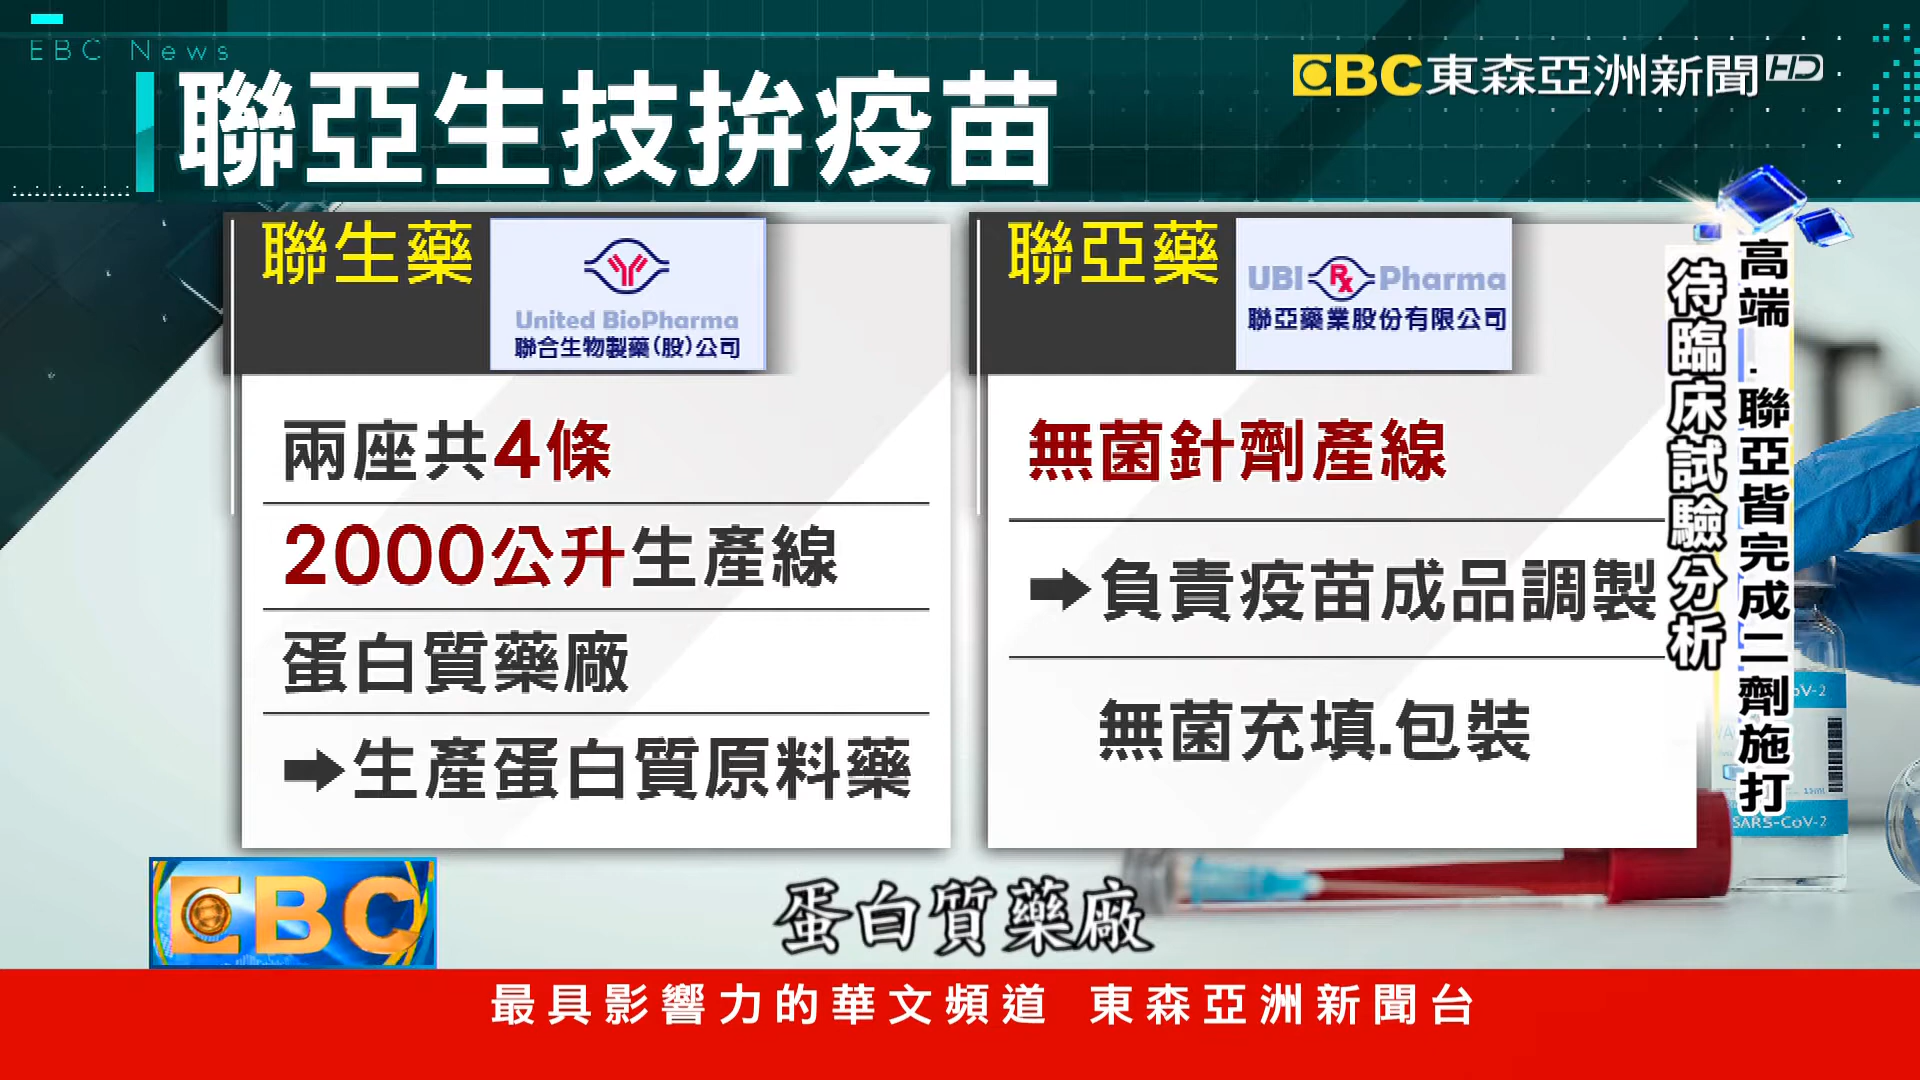 EBC News
聯亞生技拚疫苗
EBC東森亞洲新聞HD
聯生藥
United BioPharma
聯合生物製藥(股)公司
兩座共4條
2000公升生產線
蛋白質藥廠
➡生產蛋白質原料藥
聯亞藥
UBI Rx Pharma
聯亞藥業股份有限公司
無菌針劑產線
➡負責疫苗成品調製
無菌充填.包裝
高端.聯亞皆完成二劑施打
待臨床試驗分析
SARS-CoV-2
EBC
蛋白質藥廠
最具影響力的華文頻道 東森亞洲新聞台